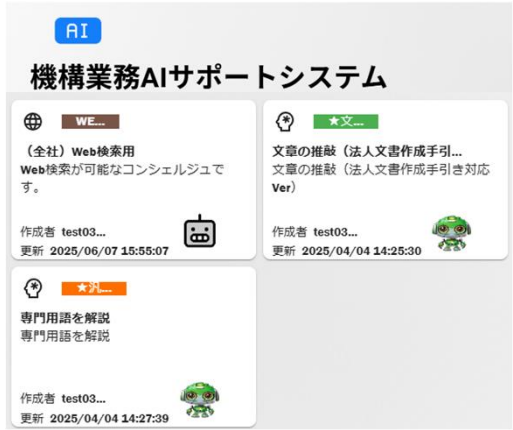 AI
機構業務AIサポートシステム
WE...
（全社）Web検索用
Web検索が可能なコンシェルジュで
す。
作成者 test03...
更新 2025/06/07 15:55:07
★文...
文章の推敲（法人文書作成手引...
文章の推敲（法人文書作成手引き対応
Ver）
作成者 test03...
更新 2025/04/04 14:25:30
★汎...
専門用語を解説
専門用語を解説
作成者 test03...
更新 2025/04/04 14:27:39